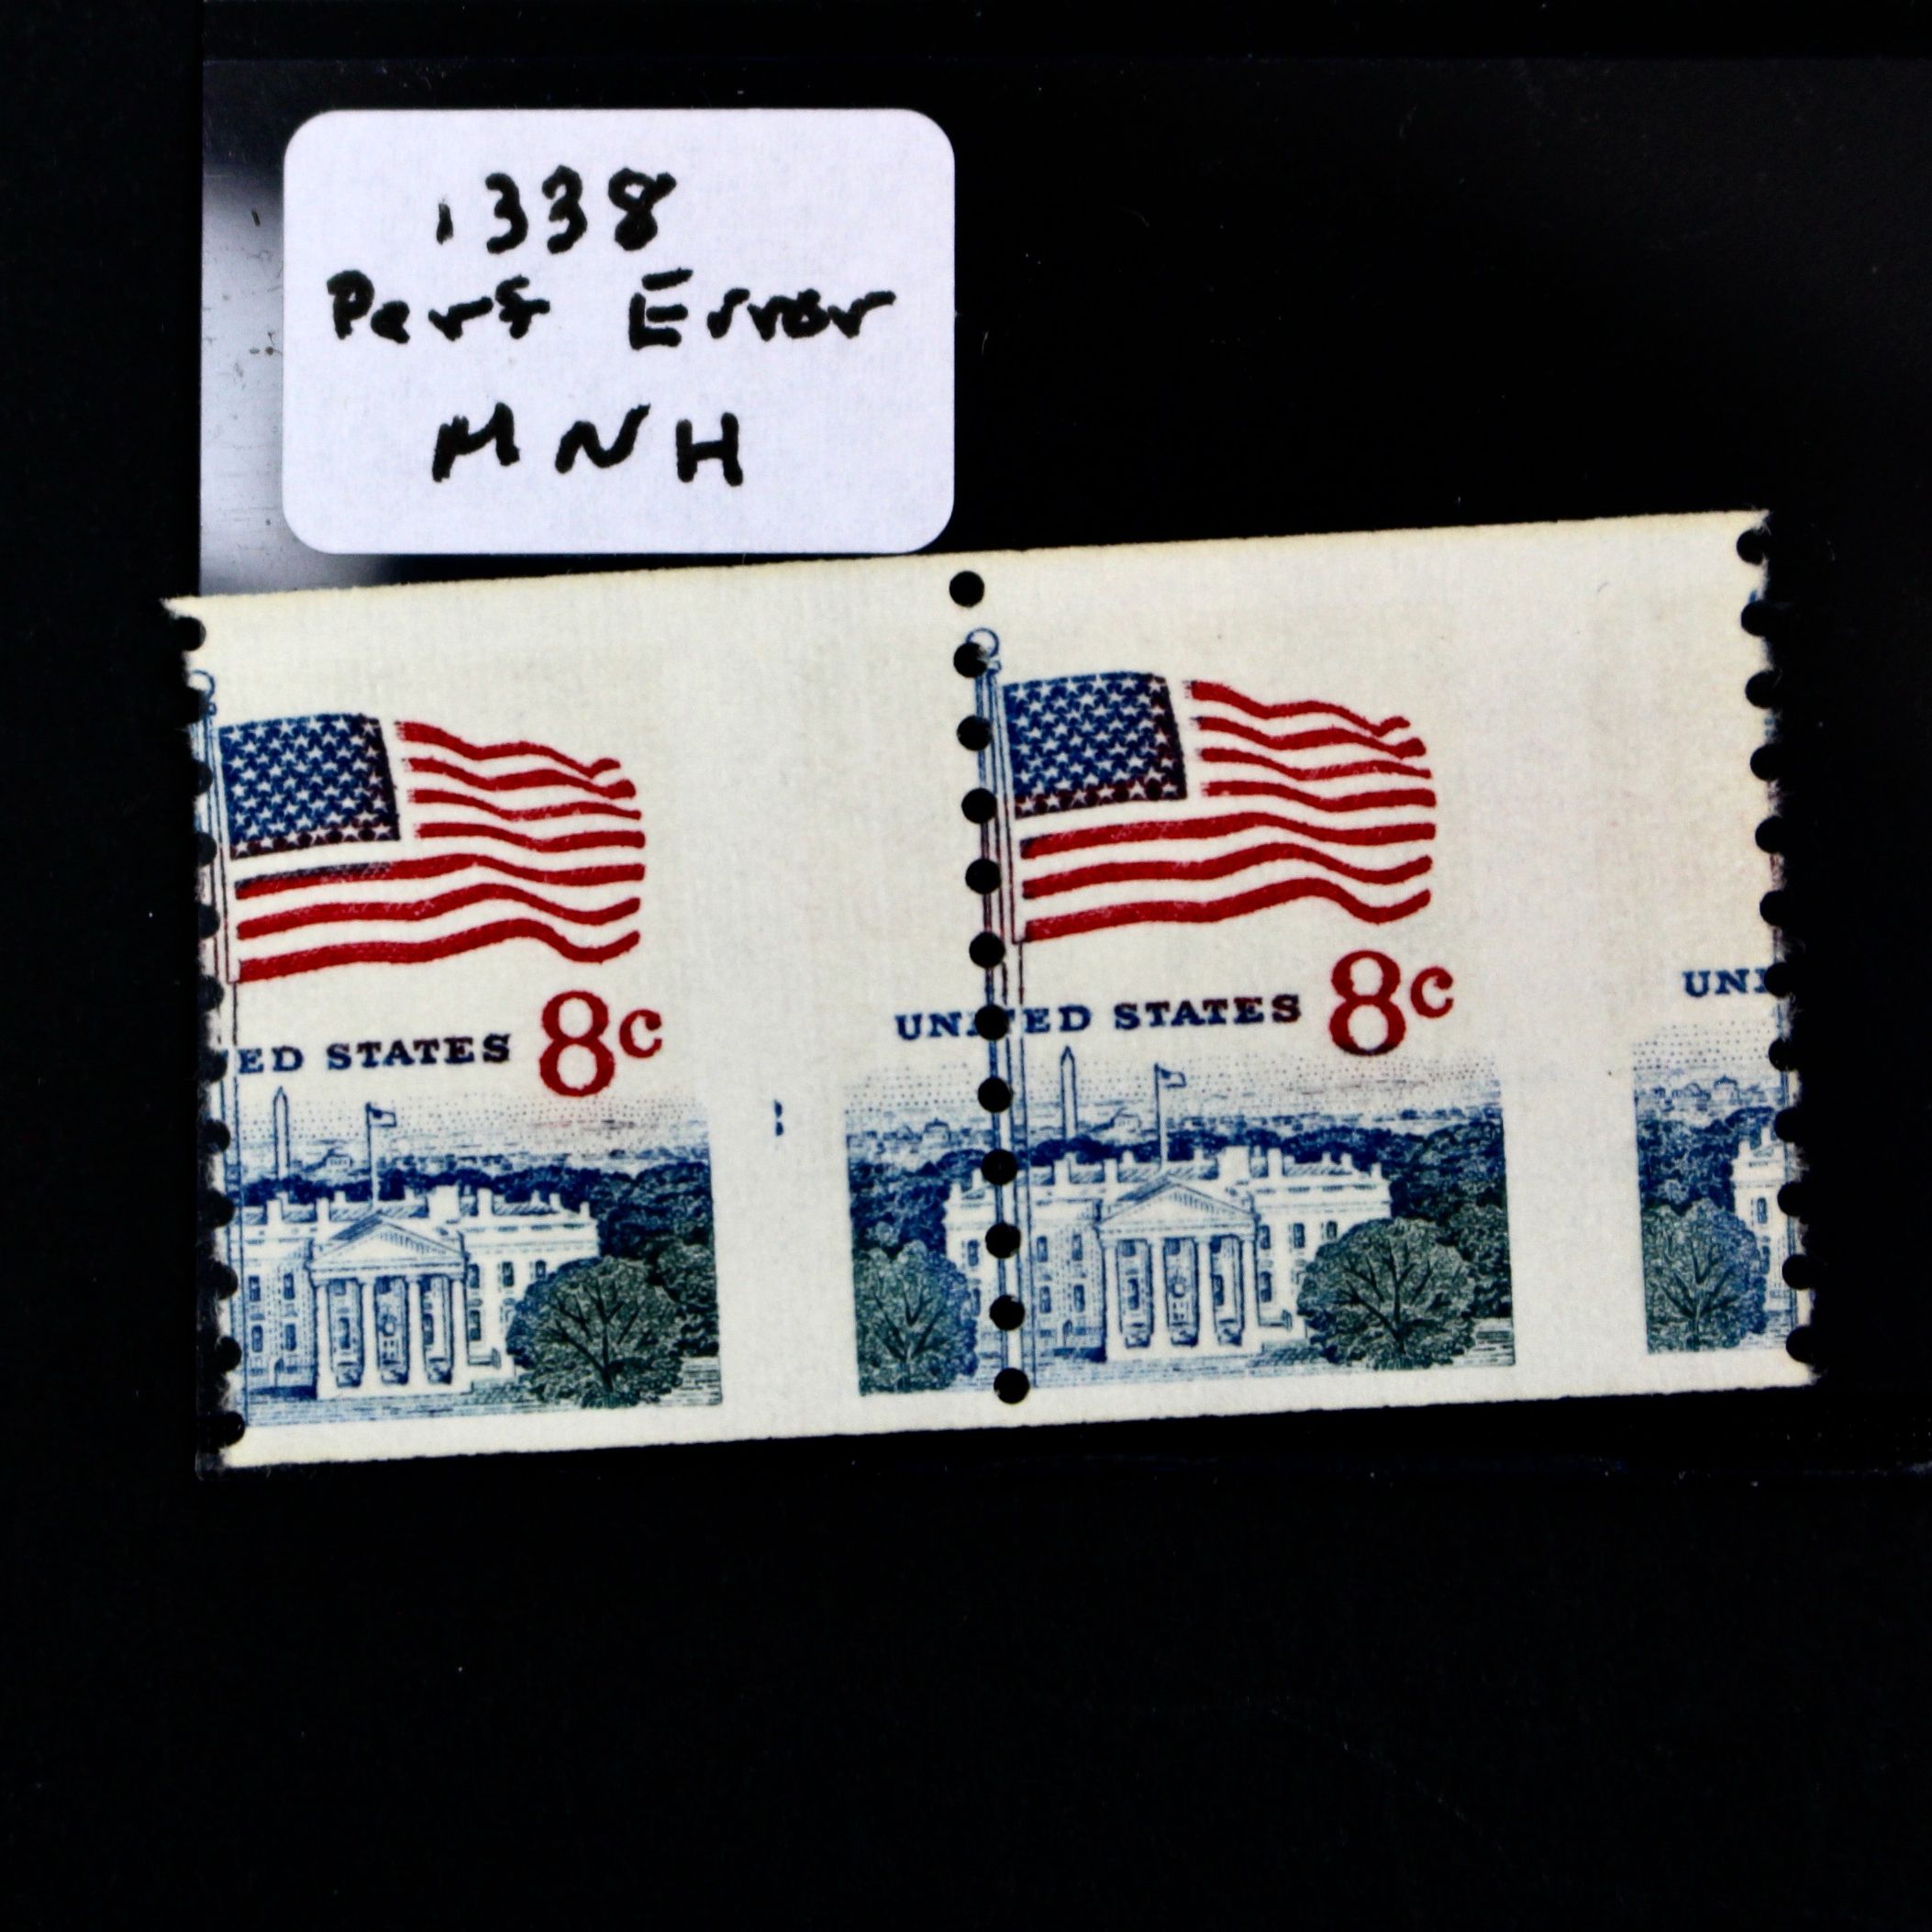 1338
Perf Error
MNH
8c
ED STATES
8c
UNITED STATES
UNI